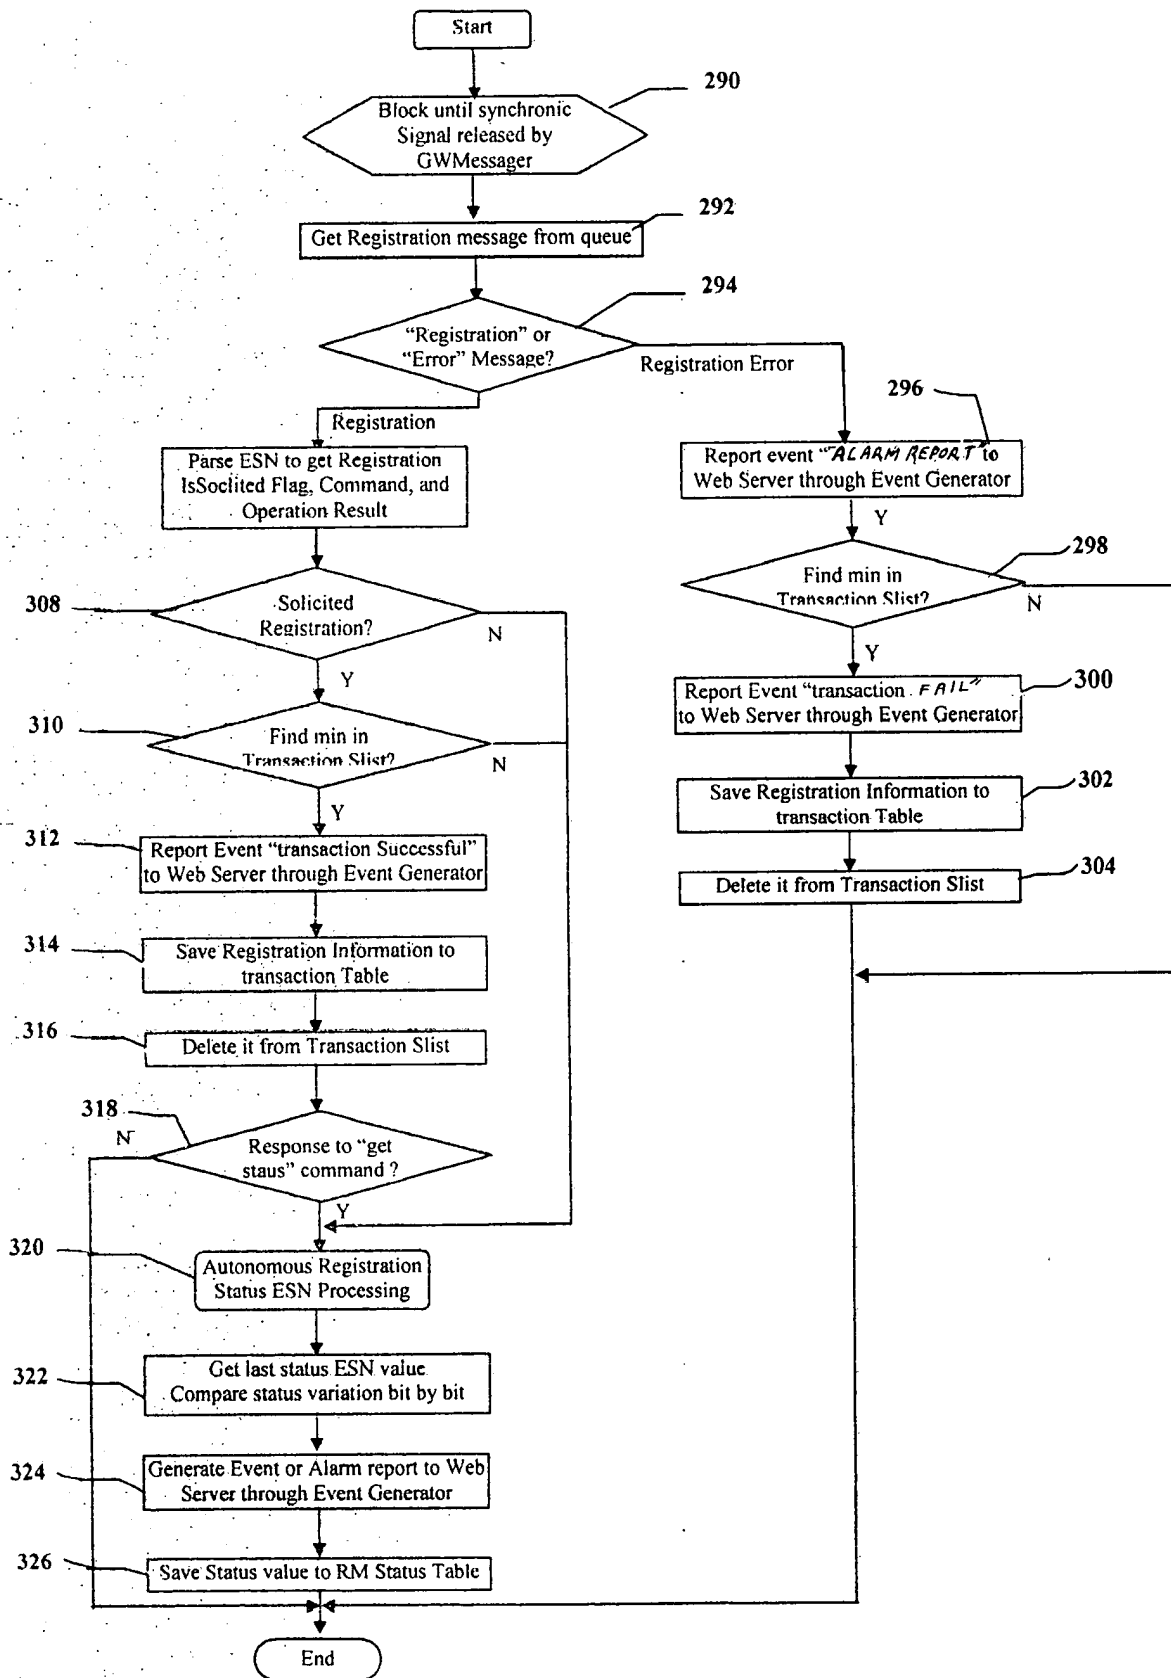 Start
290
Block until synchronic
Signal released by
GWMessager
292
Get Registration message from queue
294
“Registration” or
“Error” Message?
Registration Error
Registration
296
Report event “ALARM REPORT” to
Web Server through Event Generator
Y
Parse ESN to get Registration
IsSoclited Flag, Command, and
Operation Result
298
Find min in
Transaction Slist?
N
Y
308
Solicited
Registration?
N
Y
300
Report Event “transaction FAIL”
to Web Server through Event Generator
310
Find min in
Transaction Slist?
N
Y
302
Save Registration Information to
transaction Table
312
Report Event “transaction Successful”
to Web Server through Event Generator
304
Delete it from Transaction Slist
314
Save Registration Information to
transaction Table
316
Delete it from Transaction Slist
318
N
Response to “get
staus” command ?
Y
320
Autonomous Registration
Status ESN Processing
322
Get last status ESN value
Compare status variation bit by bit
324
Generate Event or Alarm report to Web
Server through Event Generator
326
Save Status value to RM Status Table
End